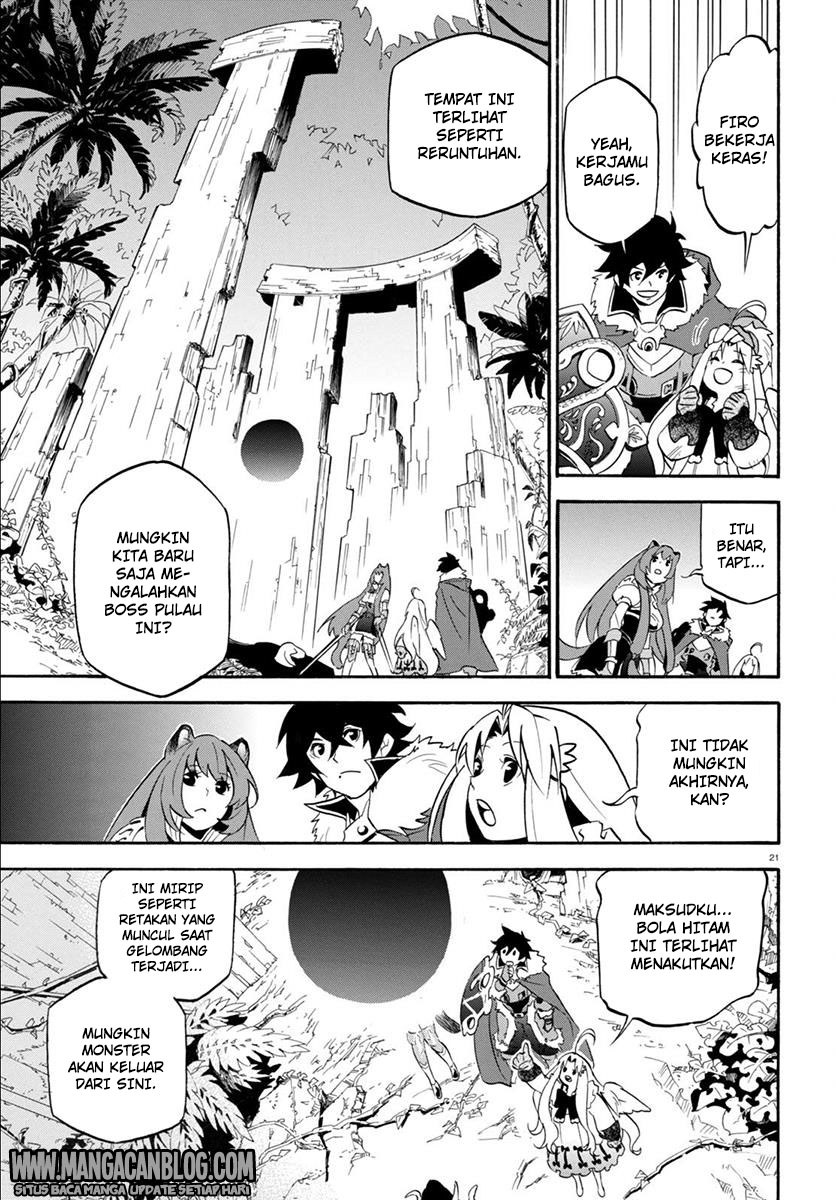 FIRO
BEKERJA
KERAS!
YEAH,
KERJAMU
BAGUS.
TEMPAT INI
TERLIHAT
SEPERTI
RERUNTUHAN.
ITU
BENAR,
TAPI...
MUNGKIN
KITA BARU
SAJA ME-
NGALAHKAN
BOSS PULAU
INI?
INI TIDAK
MUNGKIN
AKHIRNYA,
KAN?
21
MAKSUDKU...
BOLA HITAM
INI TERLIHAT
MENAKUTKAN!
INI MIRIP
SEPERTI
RETAKAN YANG
MUNCUL SAAT
GELOMBANG
TERJADI...
MUNGKIN
MONSTER
AKAN KELUAR
DARI SINI.
WWW.MANGACANBLOG.COM
SITUS BACA MANGA UPDATE SETIAP HARI